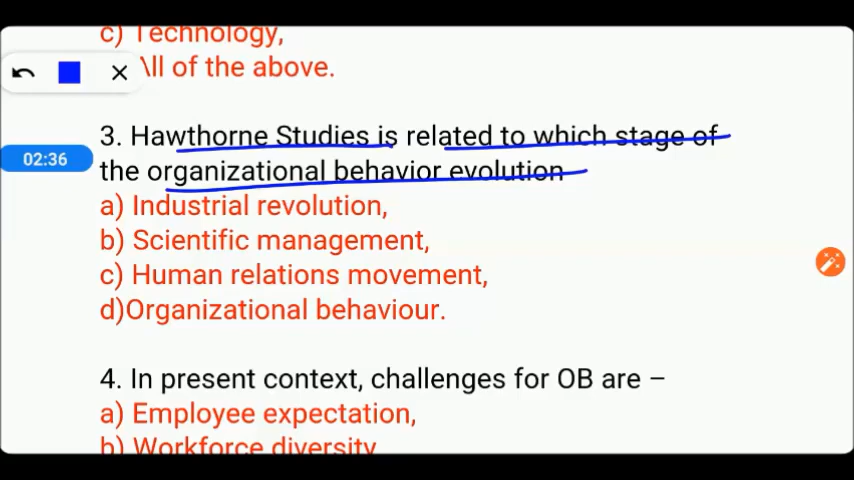 c) Technology,
All of the above.
3. Hawthorne Studies is related to which stage of
02:36
the organizational behavior evolution
a) Industrial revolution,
b) Scientific management,
c) Human relations movement,
d)Organizational behaviour.
4. In present context, challenges for OB are –
a) Employee expectation,
b) Workforce diversity